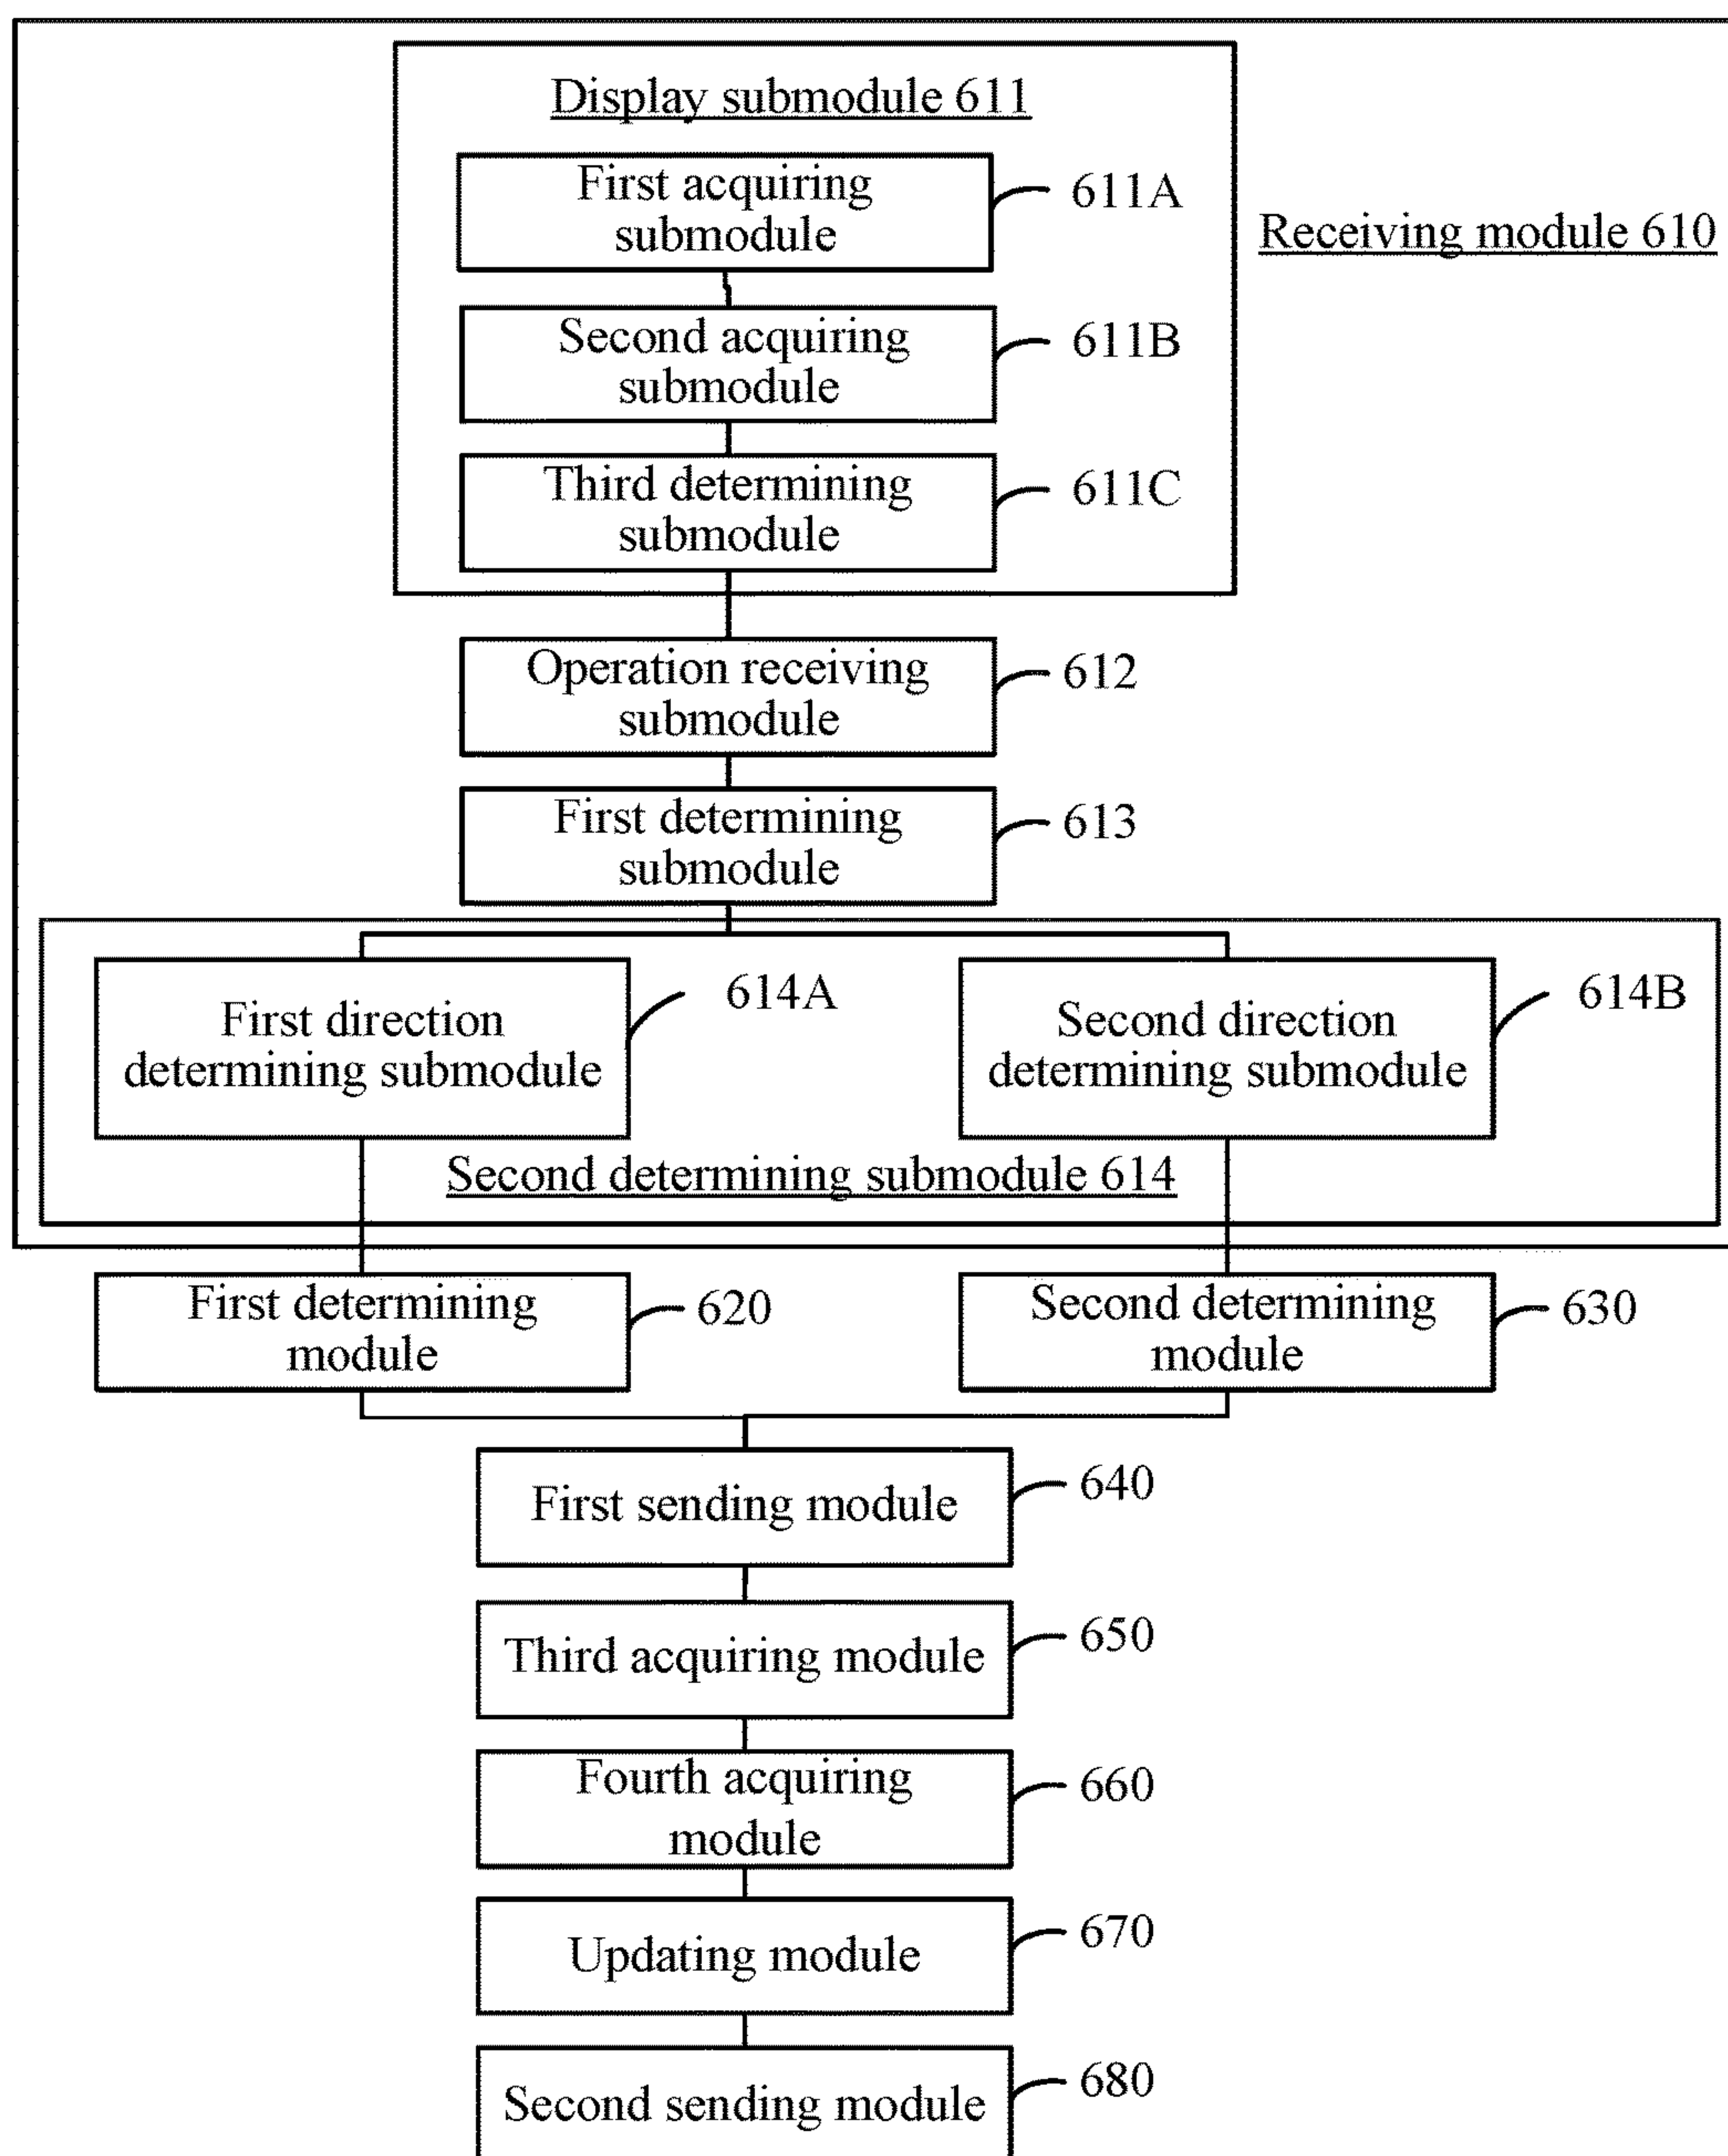 Display submodule 611
First acquiring
submodule
611A
Receiving module 610
Second acquiring
submodule
611B
Third determining
submodule
611C
Operation receiving
submodule
612
First determining
submodule
613
First direction
determining submodule
614A
Second direction
determining submodule
614B
Second determining submodule 614
First determining
module
620
Second determining
module
630
First sending module
640
Third acquiring module
650
Fourth acquiring
module
660
Updating module
670
Second sending module
680